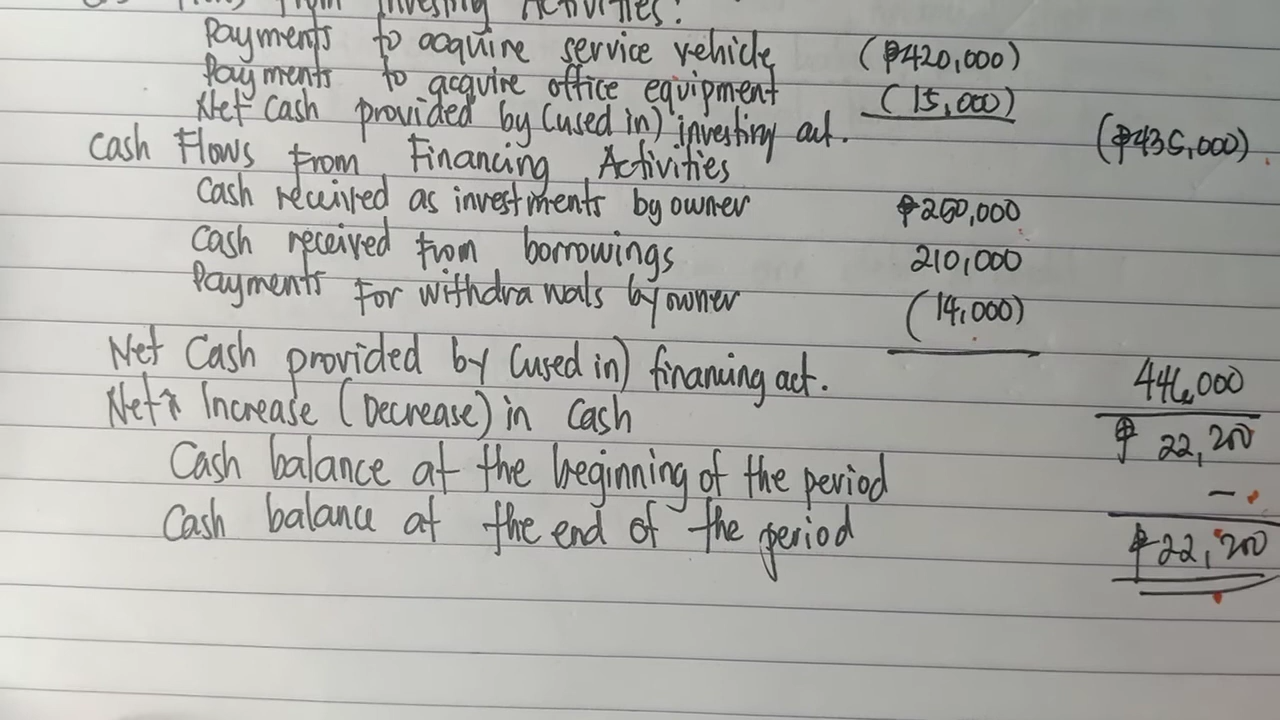 from Investing Activities:
Payments to acquire service vehicle (₱420,000)
Payments to acquire office equipment (15,000)
Net Cash provided by (used in) investing act. (₱435,000)
Cash Flows from Financing Activities
Cash received as investments by owner ₱250,000
Cash received from borrowings 210,000
Payments for withdrawals by owner (14,000)
Net Cash provided by (used in) financing act. 446,000
Net Increase (Decrease) in Cash ₱ 22,200
Cash balance at the beginning of the period –
Cash balance at the end of the period ₱22,200